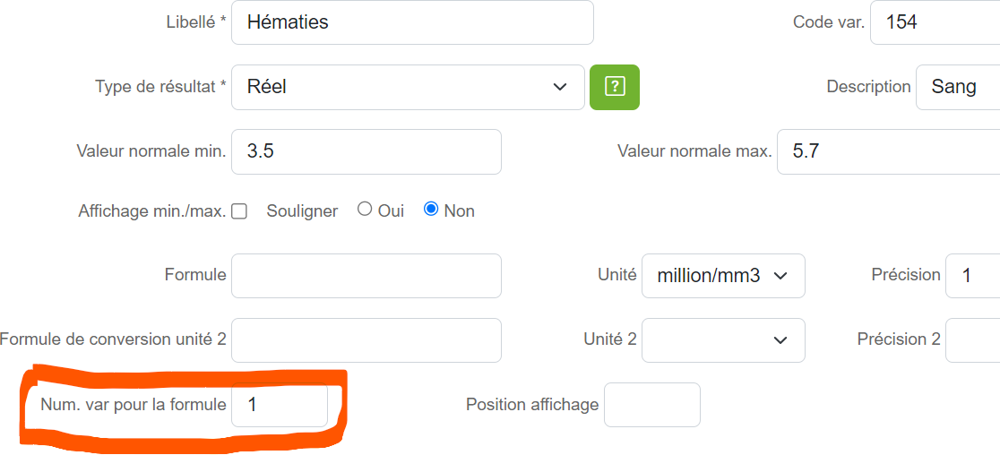 Libellé * Hématies Code var. 154
Type de résultat * Réel ? Description Sang
Valeur normale min. 3.5 Valeur normale max. 5.7
Affichage min./max. Souligner Oui Non
Formule Unité million/mm3 Précision 1
Formule de conversion unité 2 Unité 2 Précision 2
Num. var pour la formule 1 Position affichage